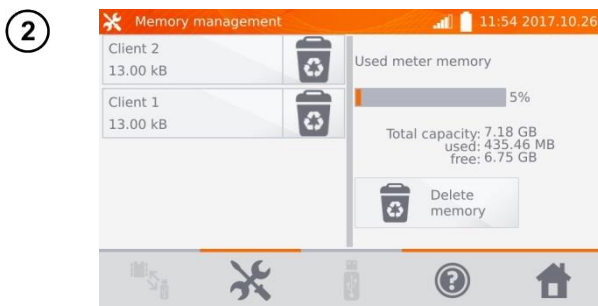 2
Memory management 11:54 2017.10.26
Client 2
13.00 kB
Client 1
13.00 kB
Used meter memory
5%
Total capacity: 7.18 GB
used: 435.46 MB
free: 6.75 GB
Delete
memory
?